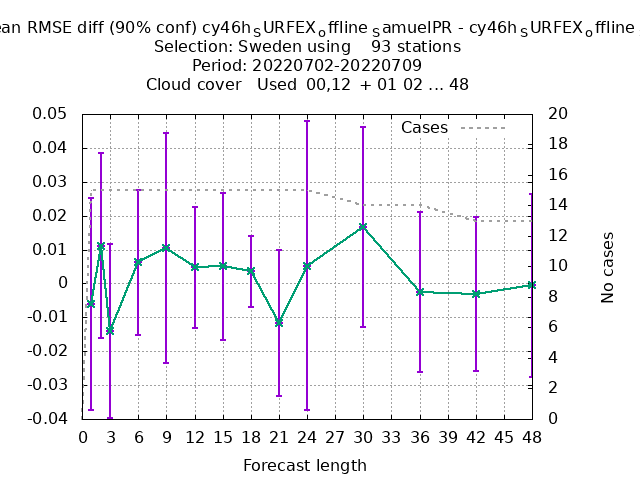 ean RMSE diff (90% conf) cy46h_SURFEX_offline_SamuelPR - cy46h_SURFEX_offline
Selection: Sweden using 93 stations
Period: 20220702-20220709
Cloud cover Used 00,12 + 01 02 ... 48
0.05
0.04
0.03
0.02
0.01
0
-0.01
-0.02
-0.03
-0.04
Cases
20
18
16
14
12
10
8
6
4
2
0
No cases
0 3 6 9 12 15 18 21 24 27 30 33 36 39 42 45 48
Forecast length